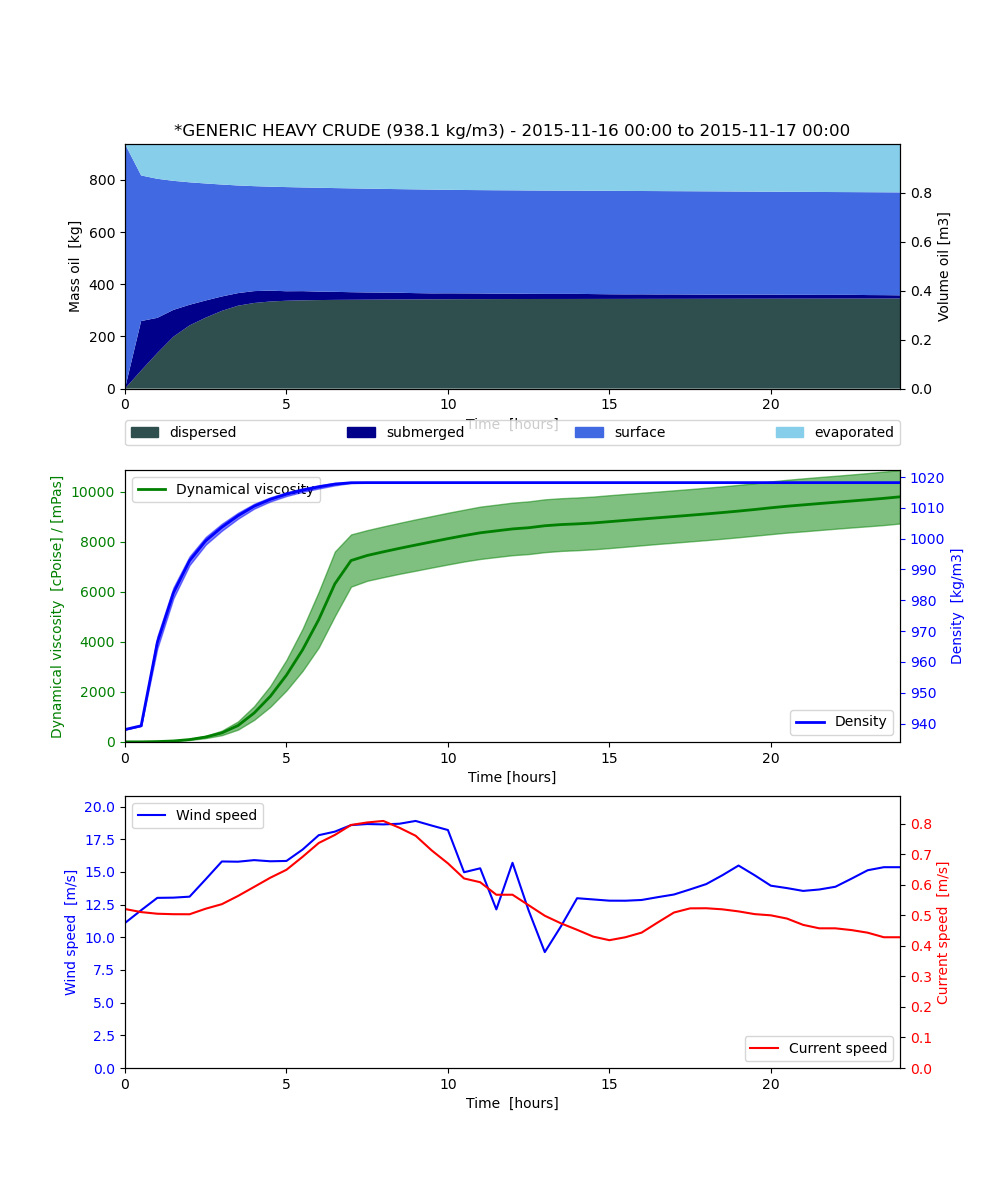 *GENERIC HEAVY CRUDE (938.1 kg/m3) - 2015-11-16 00:00 to 2015-11-17 00:00
Mass oil [kg]
800
600
400
200
0
0.8
0.6
0.4
0.2
0.0
Volume oil [m3]
0 5 10 15 20
Time [hours]
dispersed submerged surface evaporated
Dynamical viscosity [cPoise] / [mPas]
10000
8000
6000
4000
2000
0
Dynamical viscosity
1020
1010
1000
990
980
970
960
950
940
Density [kg/m3]
Density
0 5 10 15 20
Time [hours]
Wind speed [m/s]
20.0
17.5
15.0
12.5
10.0
7.5
5.0
2.5
0.0
Wind speed
0.8
0.7
0.6
0.5
0.4
0.3
0.2
0.1
0.0
Current speed [m/s]
Current speed
0 5 10 15 20
Time [hours]